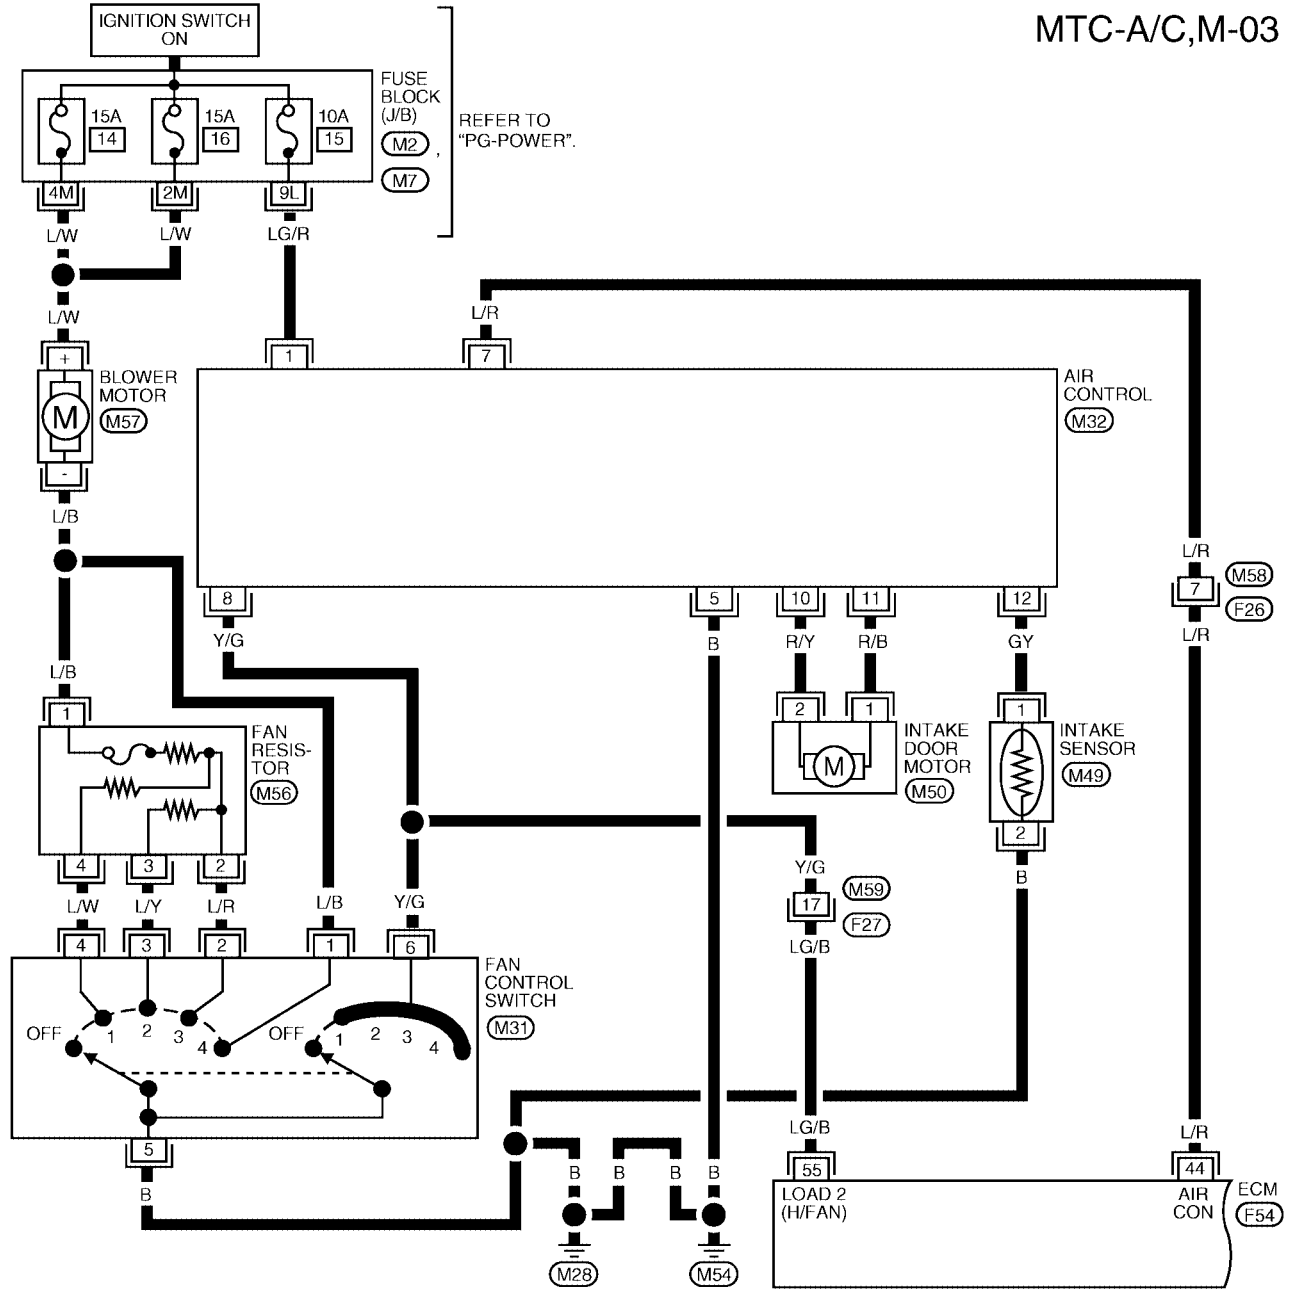 MTC-A/C,M-03
IGNITION SWITCH
ON
FUSE
BLOCK
(J/B)
M2 ,
M7
REFER TO
"PG-POWER".
15A
14
15A
16
10A
15
4M
2M
9L
L/W
L/W
LG/R
L/W
L/R
+
1
7
BLOWER
MOTOR
M57
M
-
AIR
CONTROL
M32
L/B
L/R
7
M58
F26
L/R
8
5
10
11
12
Y/G
B
R/Y
R/B
GY
L/B
1
2
1
1
FAN
RESIS-
TOR
M56
M
INTAKE
DOOR
MOTOR
M50
INTAKE
SENSOR
M49
2
4
3
2
L/W
L/Y
L/R
L/B
Y/G
Y/G
B
17
M59
F27
LG/B
4
3
2
1
6
FAN
CONTROL
SWITCH
M31
OFF
1
2
3
4
OFF
1
2
3
4
5
B
B
B
B
B
LG/B
L/R
55
44
LOAD 2
(H/FAN)
AIR
CON
ECM
F54
M28
M54